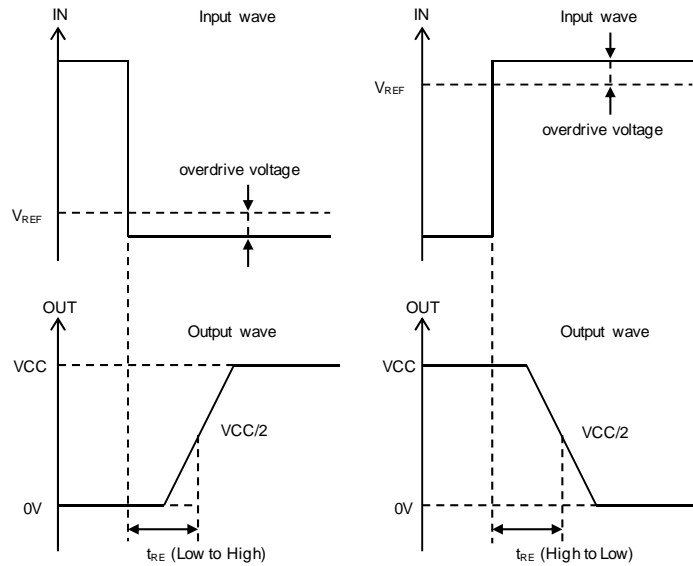 IN
Input wave
overdrive voltage
VREF
OUT
Output wave
VCC
VCC/2
0V
tRE (Low to High)
IN
Input wave
VREF
overdrive voltage
OUT
Output wave
VCC
VCC/2
0V
tRE (High to Low)